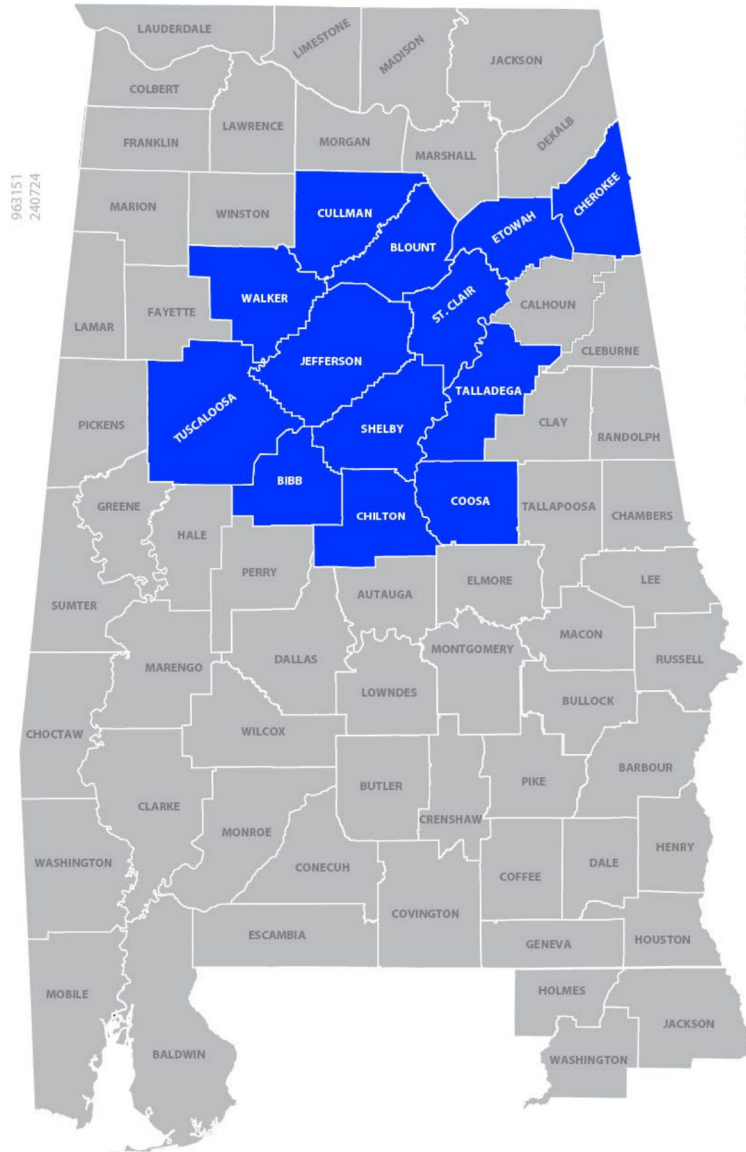 LAUDERDALE
LIMESTONE
MADISON
JACKSON
COLBERT
LAWRENCE
FRANKLIN
MORGAN
MARSHALL
DEKALB
963151
240724
MARION
WINSTON
CULLMAN
BLOUNT
ETOWAH
CHEROKEE
WALKER
ST. CLAIR
CALHOUN
LAMAR
FAYETTE
JEFFERSON
CLEBURNE
TALLADEGA
PICKENS
TUSCALOOSA
SHELBY
CLAY
RANDOLPH
BIBB
GREENE
HALE
CHILTON
COOSA
TALLAPOOSA
CHAMBERS
PERRY
AUTAUGA
ELMORE
LEE
SUMTER
MACON
MARENGO
DALLAS
MONTGOMERY
RUSSELL
LOWNDES
BULLOCK
CHOCTAW
WILCOX
BARBOUR
CLARKE
BUTLER
PIKE
CRENSHAW
MONROE
WASHINGTON
CONECUH
COFFEE
DALE
HENRY
COVINGTON
ESCAMBIA
GENEVA
HOUSTON
MOBILE
HOLMES
JACKSON
BALDWIN
WASHINGTON